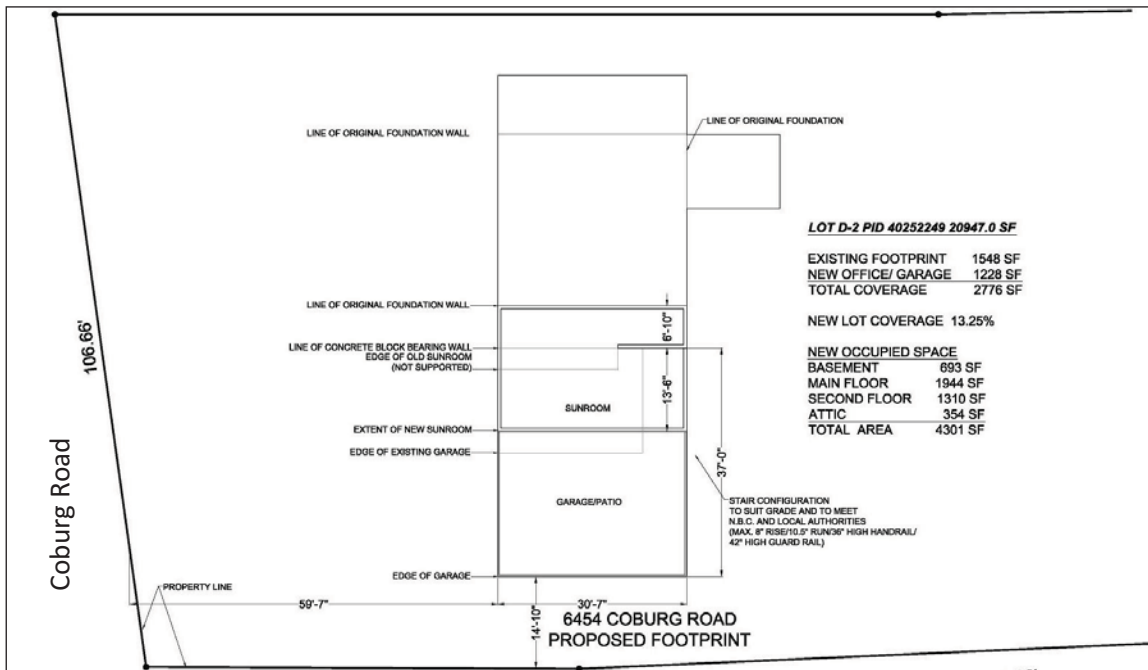 LINE OF ORIGINAL FOUNDATION WALL
LINE OF ORIGINAL FOUNDATION
LOT D-2 PID 40252249 20947.0 SF
EXISTING FOOTPRINT 1548 SF
NEW OFFICE/ GARAGE 1228 SF
TOTAL COVERAGE 2776 SF
NEW LOT COVERAGE 13.25%
NEW OCCUPIED SPACE
BASEMENT 693 SF
MAIN FLOOR 1944 SF
SECOND FLOOR 1310 SF
ATTIC 354 SF
TOTAL AREA 4301 SF
LINE OF ORIGINAL FOUNDATION WALL
6'-10"
LINE OF CONCRETE BLOCK BEARING WALL
EDGE OF OLD SUNROOM
(NOT SUPPORTED)
13'-6"
SUNROOM
EXTENT OF NEW SUNROOM
EDGE OF EXISTING GARAGE
37'-0"
GARAGE/PATIO
STAIR CONFIGURATION
TO SUIT GRADE AND TO MEET
N.B.C. AND LOCAL AUTHORITIES
(MAX. 8" RISE/10.5" RUN/36" HIGH HANDRAIL/
42" HIGH GUARD RAIL)
EDGE OF GARAGE
106.66'
Coburg Road
PROPERTY LINE
59'-7"
30'-7"
14'-10"
6454 COBURG ROAD
PROPOSED FOOTPRINT